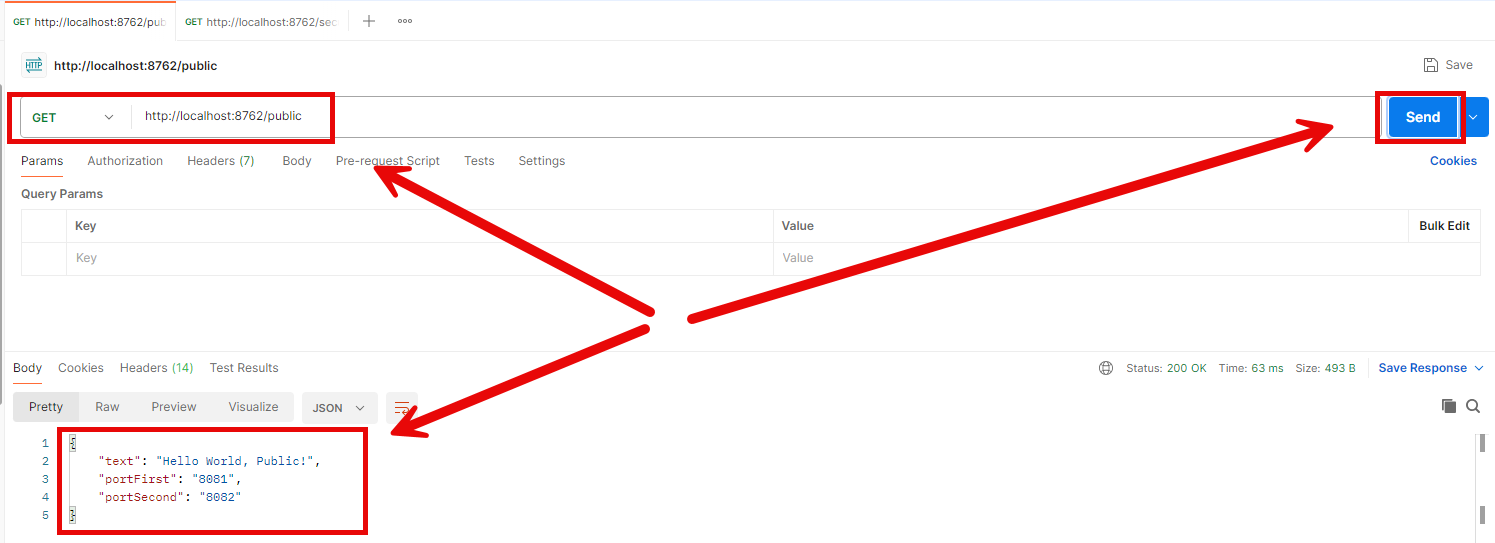 GET http://localhost:8762/pub GET http://localhost:8762/sec
HTTP http://localhost:8762/public Save
GET http://localhost:8762/public Send
Params Authorization Headers (7) Body Pre-request Script Tests Settings Cookies
Query Params
Key Value Bulk Edit
Key Value
Body Cookies Headers (14) Test Results Status: 200 OK Time: 63 ms Size: 493 B Save Response
Pretty Raw Preview Visualize JSON
1 {
2 "text": "Hello World, Public!",
3 "portFirst": "8081",
4 "portSecond": "8082"
5 }